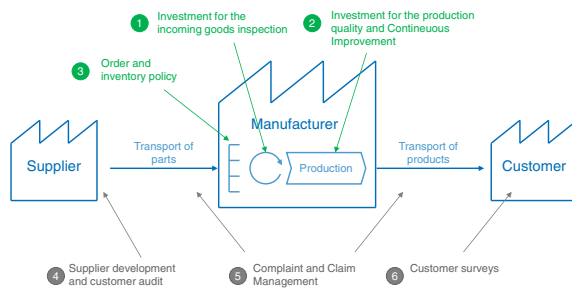 1 Investment for the
incoming goods inspection
2 Investment for the production
quality and Contineuous
Improvement
3 Order and
inventory policy
Manufacturer
Supplier
Transport of
parts
Production
Transport of
products
Customer
4 Supplier development
and customer audit
5 Complaint and Claim
Management
6 Customer surveys